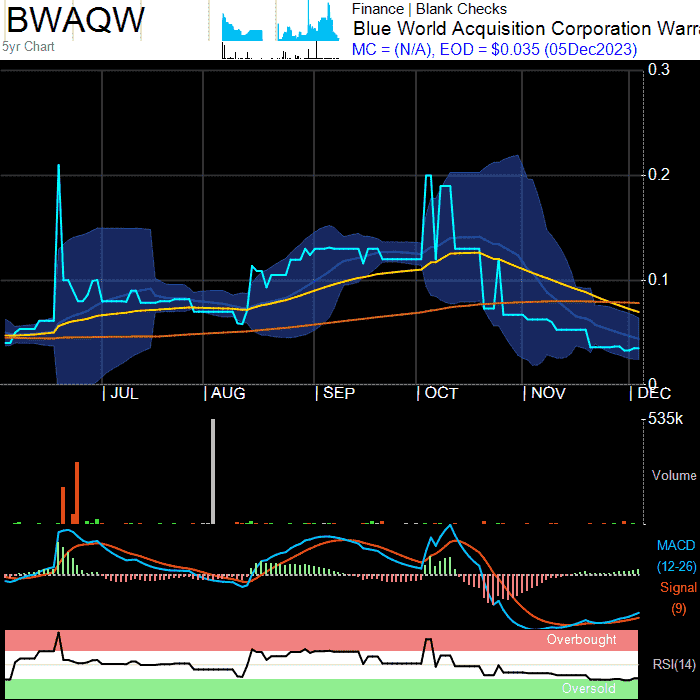 BWAQW
5yr Chart
Finance | Blank Checks
Blue World Acquisition Corporation Warra
MC = (N/A), EOD = $0.035 (05Dec2023)
0.3
0.2
0.1
0
JUL AUG SEP OCT NOV DEC
535k
Volume
MACD
(12-26)
Signal
(9)
Overbought
RSI(14)
Oversold